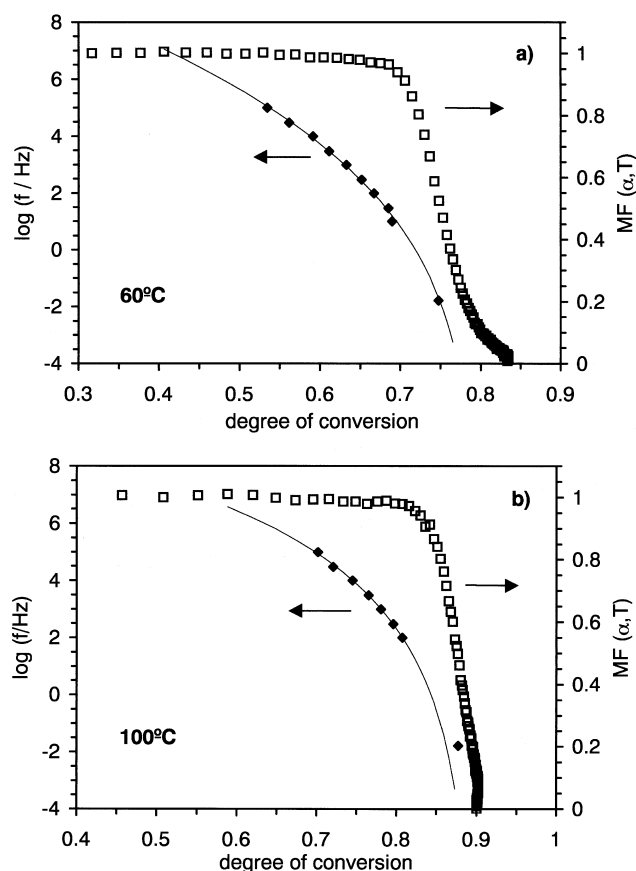 a)
8
6
4
2
0
-2
-4
log (f / Hz)
1
0.8
0.6
0.4
0.2
0
MF (α,T)
60ºC
0.3 0.4 0.5 0.6 0.7 0.8 0.9
degree of conversion
b)
8
6
4
2
0
-2
-4
log (f/Hz)
1
0.8
0.6
0.4
0.2
0
MF (α,T)
100ºC
0.4 0.5 0.6 0.7 0.8 0.9 1
degree of conversion